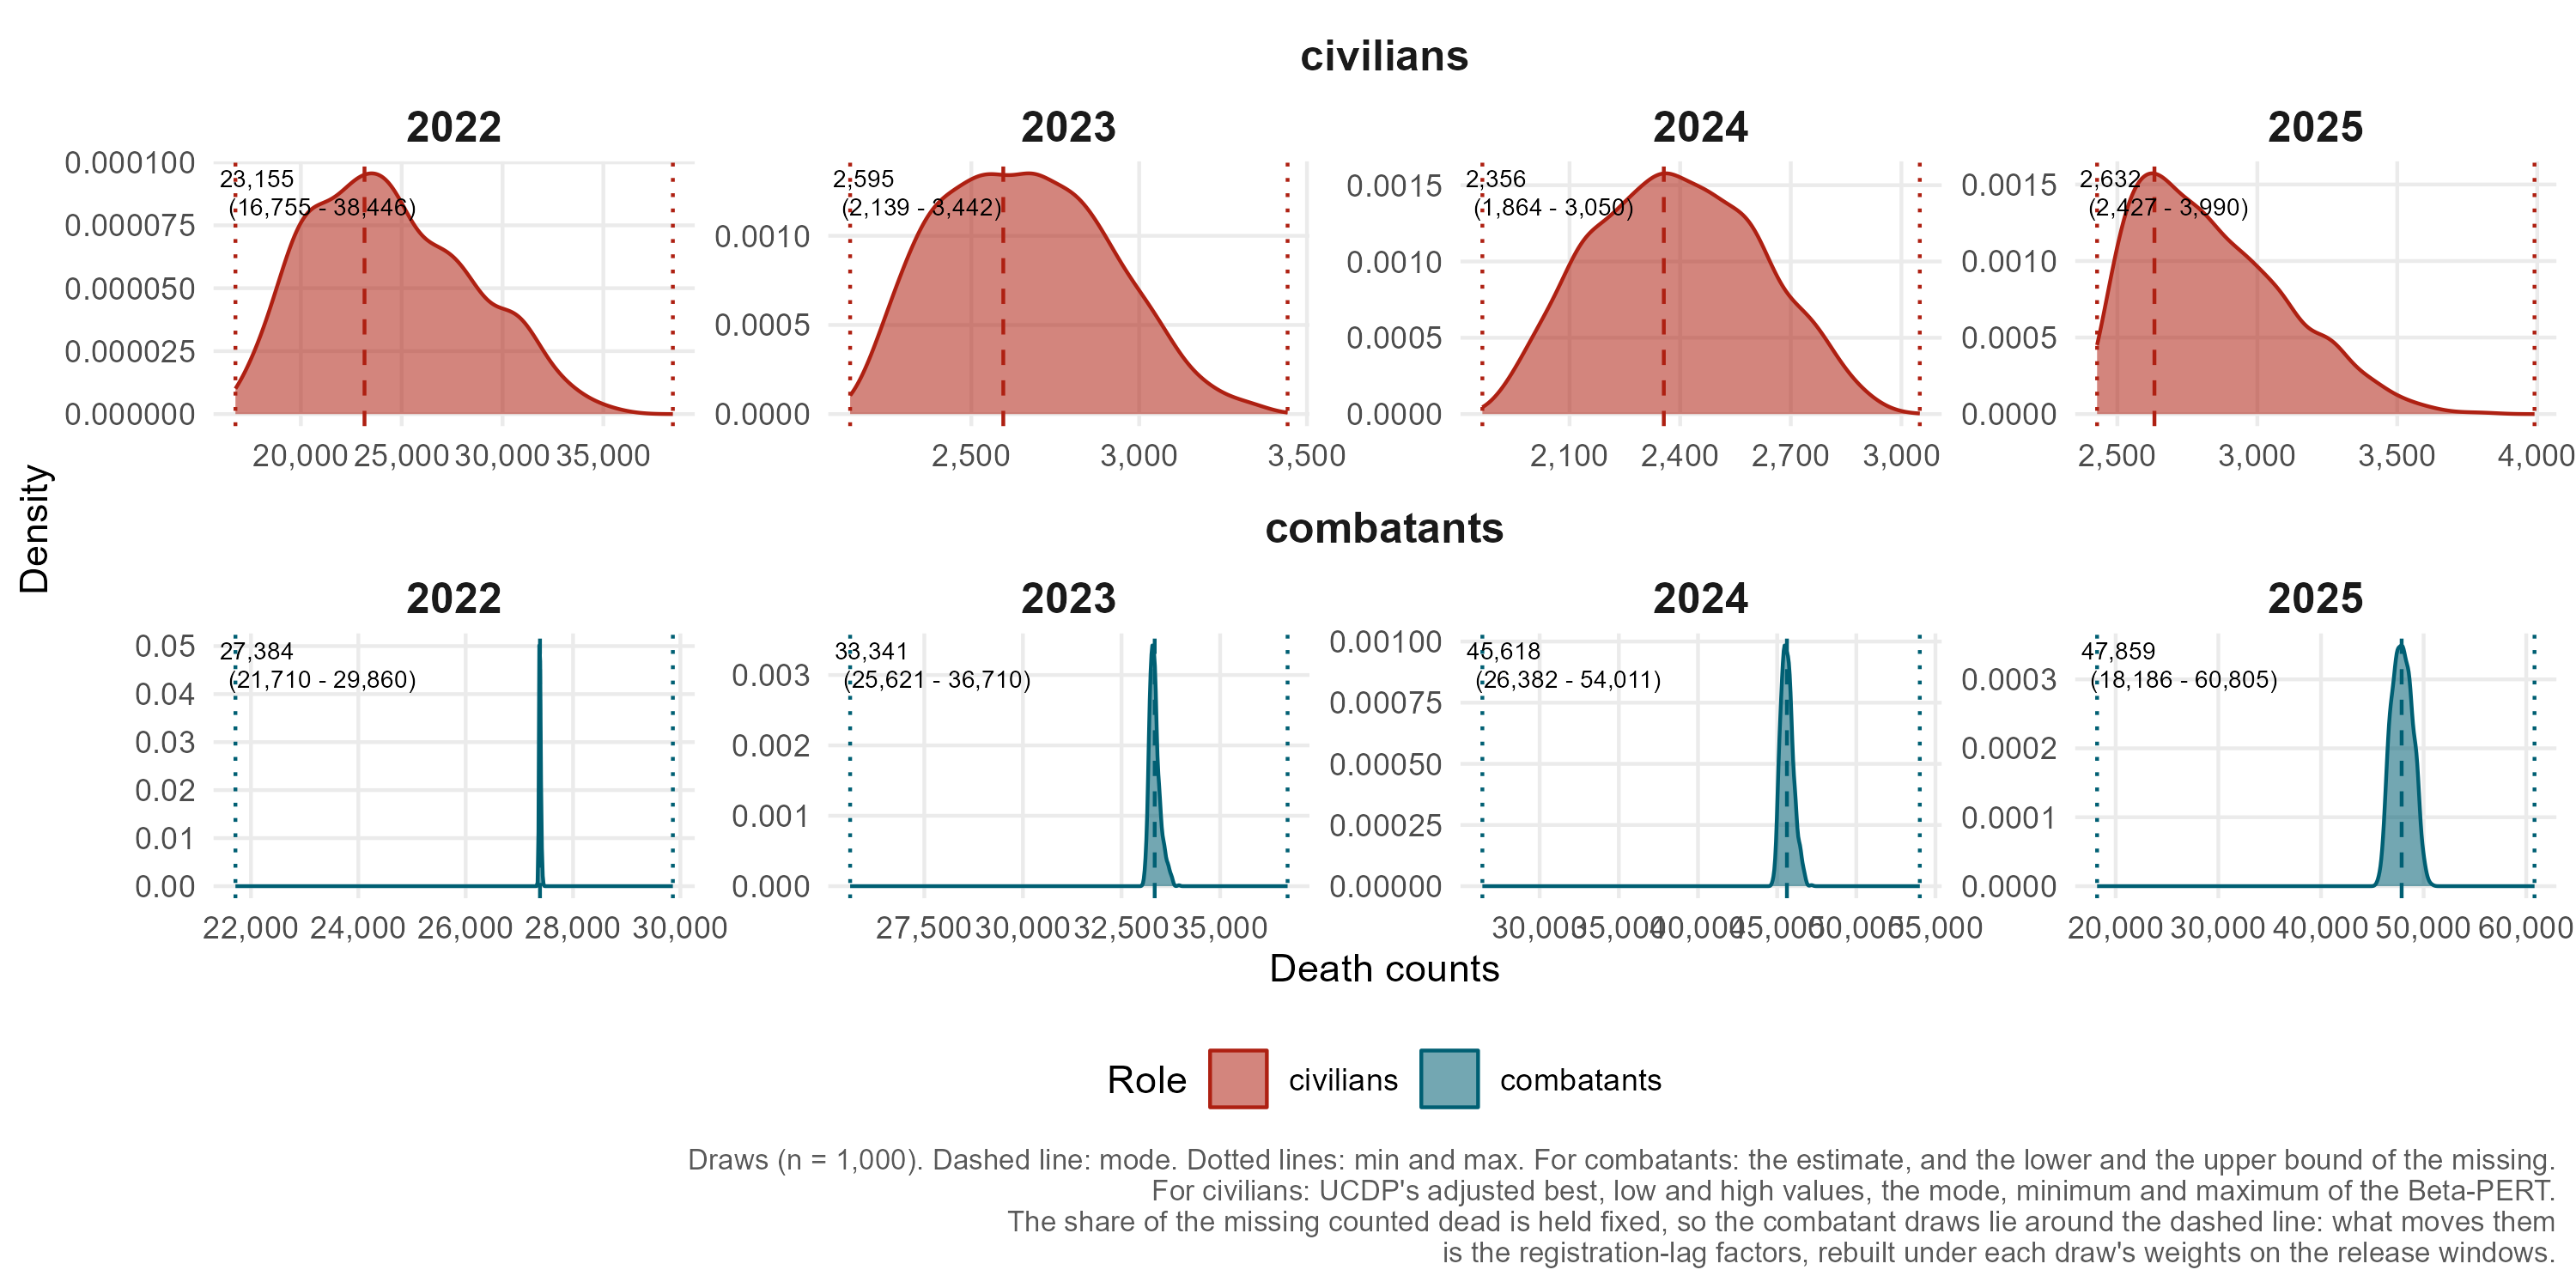 civilians
2022
2023
2024
2025
0.000100
0.000075
0.000050
0.000025
0.000000
23,155
(16,755 - 38,446)
20,000 25,000 30,000 35,000
0.0010
0.0005
0.0000
2,595
(2,139 - 3,442)
2,500 3,000 3,500
0.0015
0.0010
0.0005
0.0000
2,356
(1,864 - 3,050)
2,100 2,400 2,700 3,000
0.0015
0.0010
0.0005
0.0000
2,632
(2,427 - 3,990)
2,500 3,000 3,500 4,000
Density
combatants
2022
2023
2024
2025
0.05
0.04
0.03
0.02
0.01
0.00
27,384
(21,710 - 29,860)
22,000 24,000 26,000 28,000 30,000
0.003
0.002
0.001
0.000
33,341
(25,621 - 36,710)
27,500 30,000 32,500 35,000
0.00100
0.00075
0.00050
0.00025
0.00000
45,618
(26,382 - 54,011)
30,000 35,000 40,000 45,000 50,000 55,000
0.0003
0.0002
0.0001
0.0000
47,859
(18,186 - 60,805)
20,000 30,000 40,000 50,000 60,000
Death counts
Role civilians combatants
Draws (n = 1,000). Dashed line: mode. Dotted lines: min and max. For combatants: the estimate, and the lower and the upper bound of the missing.
For civilians: UCDP's adjusted best, low and high values, the mode, minimum and maximum of the Beta-PERT.
The share of the missing counted dead is held fixed, so the combatant draws lie around the dashed line: what moves them
is the registration-lag factors, rebuilt under each draw's weights on the release windows.